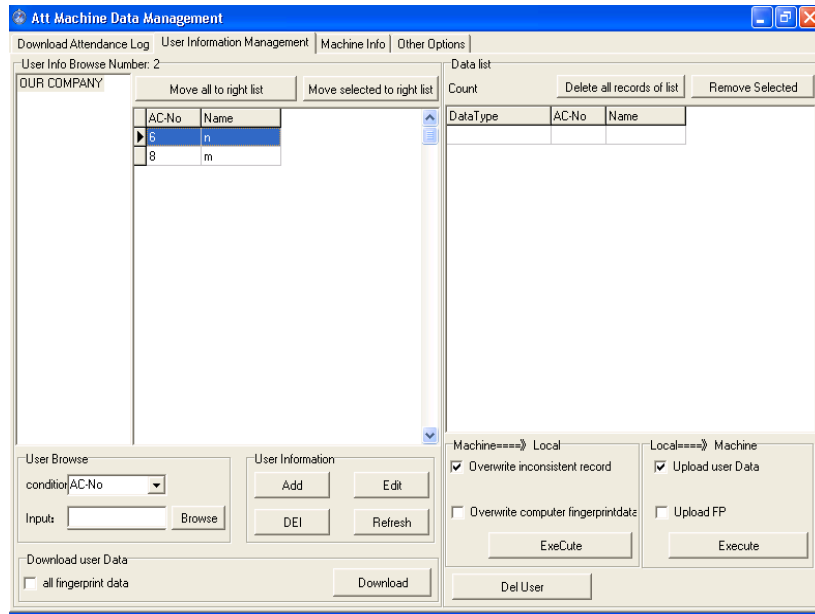 Att Machine Data Management
Download Attendance Log User Information Management Machine Info Other Options
User Info Browse Number: 2
OUR COMPANY
Move all to right list Move selected to right list
AC-No Name
6 n
8 m
Data list
Count Delete all records of list Remove Selected
DataType AC-No Name
User Browse
condition AC-No
Input: Browse
User Information
Add Edit
DEl Refresh
Download user Data
all fingerprint data Download
Machine====》 Local
Overwrite inconsistent record
Overwrite computer fingerprintdata
ExeCute
Local====》 Machine
Upload user Data
Upload FP
Execute
Del User